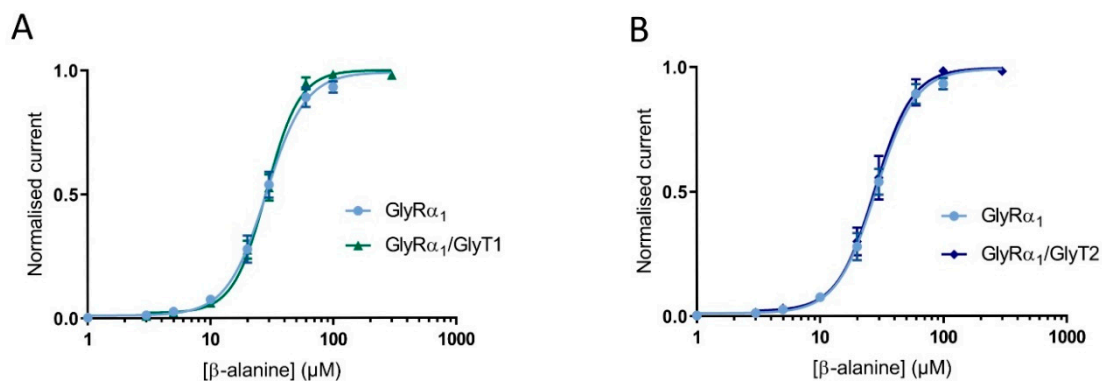 A
Normalised current
1.0
0.5
0.0
1
10
100
1000
[β-alanine] (μM)
GlyRα₁
GlyRα₁/GlyT1
B
Normalised current
1.0
0.5
0.0
1
10
100
1000
[β-alanine] (μM)
GlyRα₁
GlyRα₁/GlyT2